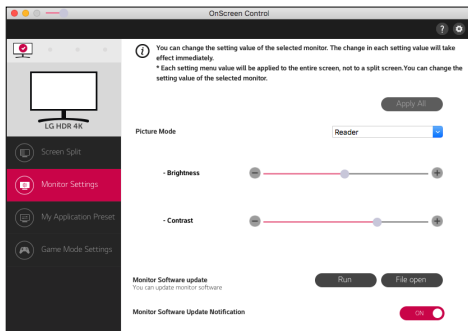 OnScreen Control
?
i You can change the setting value of the selected monitor. The change in each setting value will take
effect immediately.
* Each setting menu value will be applied to the entire screen, not to a split screen.You can change the
setting value of the selected monitor.
LG HDR 4K
Apply All
Picture Mode Reader
Screen Split
Monitor Settings
- Brightness
My Application Preset
- Contrast
Game Mode Settings
Monitor Software update Run File open
You can update monitor software
Monitor Software Update Notification ON